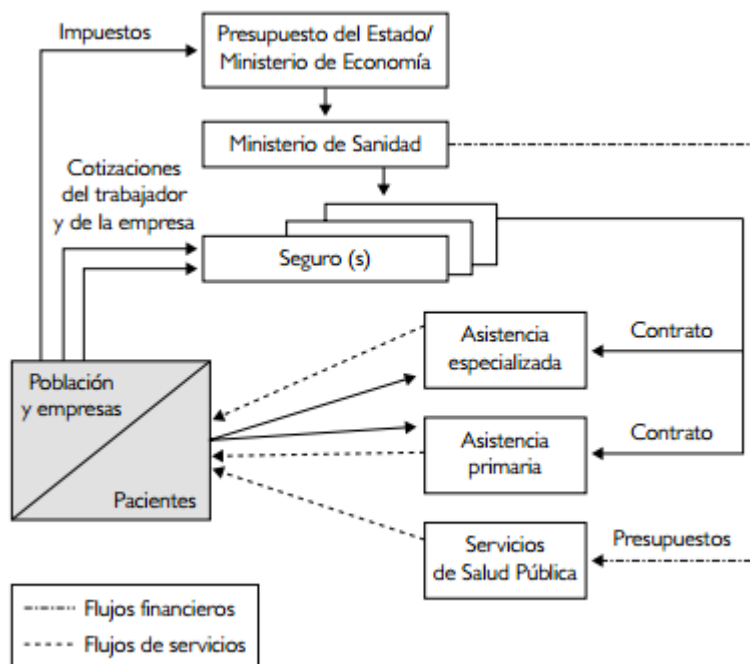 Impuestos
Presupuesto del Estado/
Ministerio de Economía
Ministerio de Sanidad
Cotizaciones
del trabajador
y de la empresa
Seguro (s)
Asistencia
especializada
Contrato
Población
y empresas
Pacientes
Asistencia
primaria
Contrato
Servicios
de Salud Pública
Presupuestos
Flujos financieros
Flujos de servicios